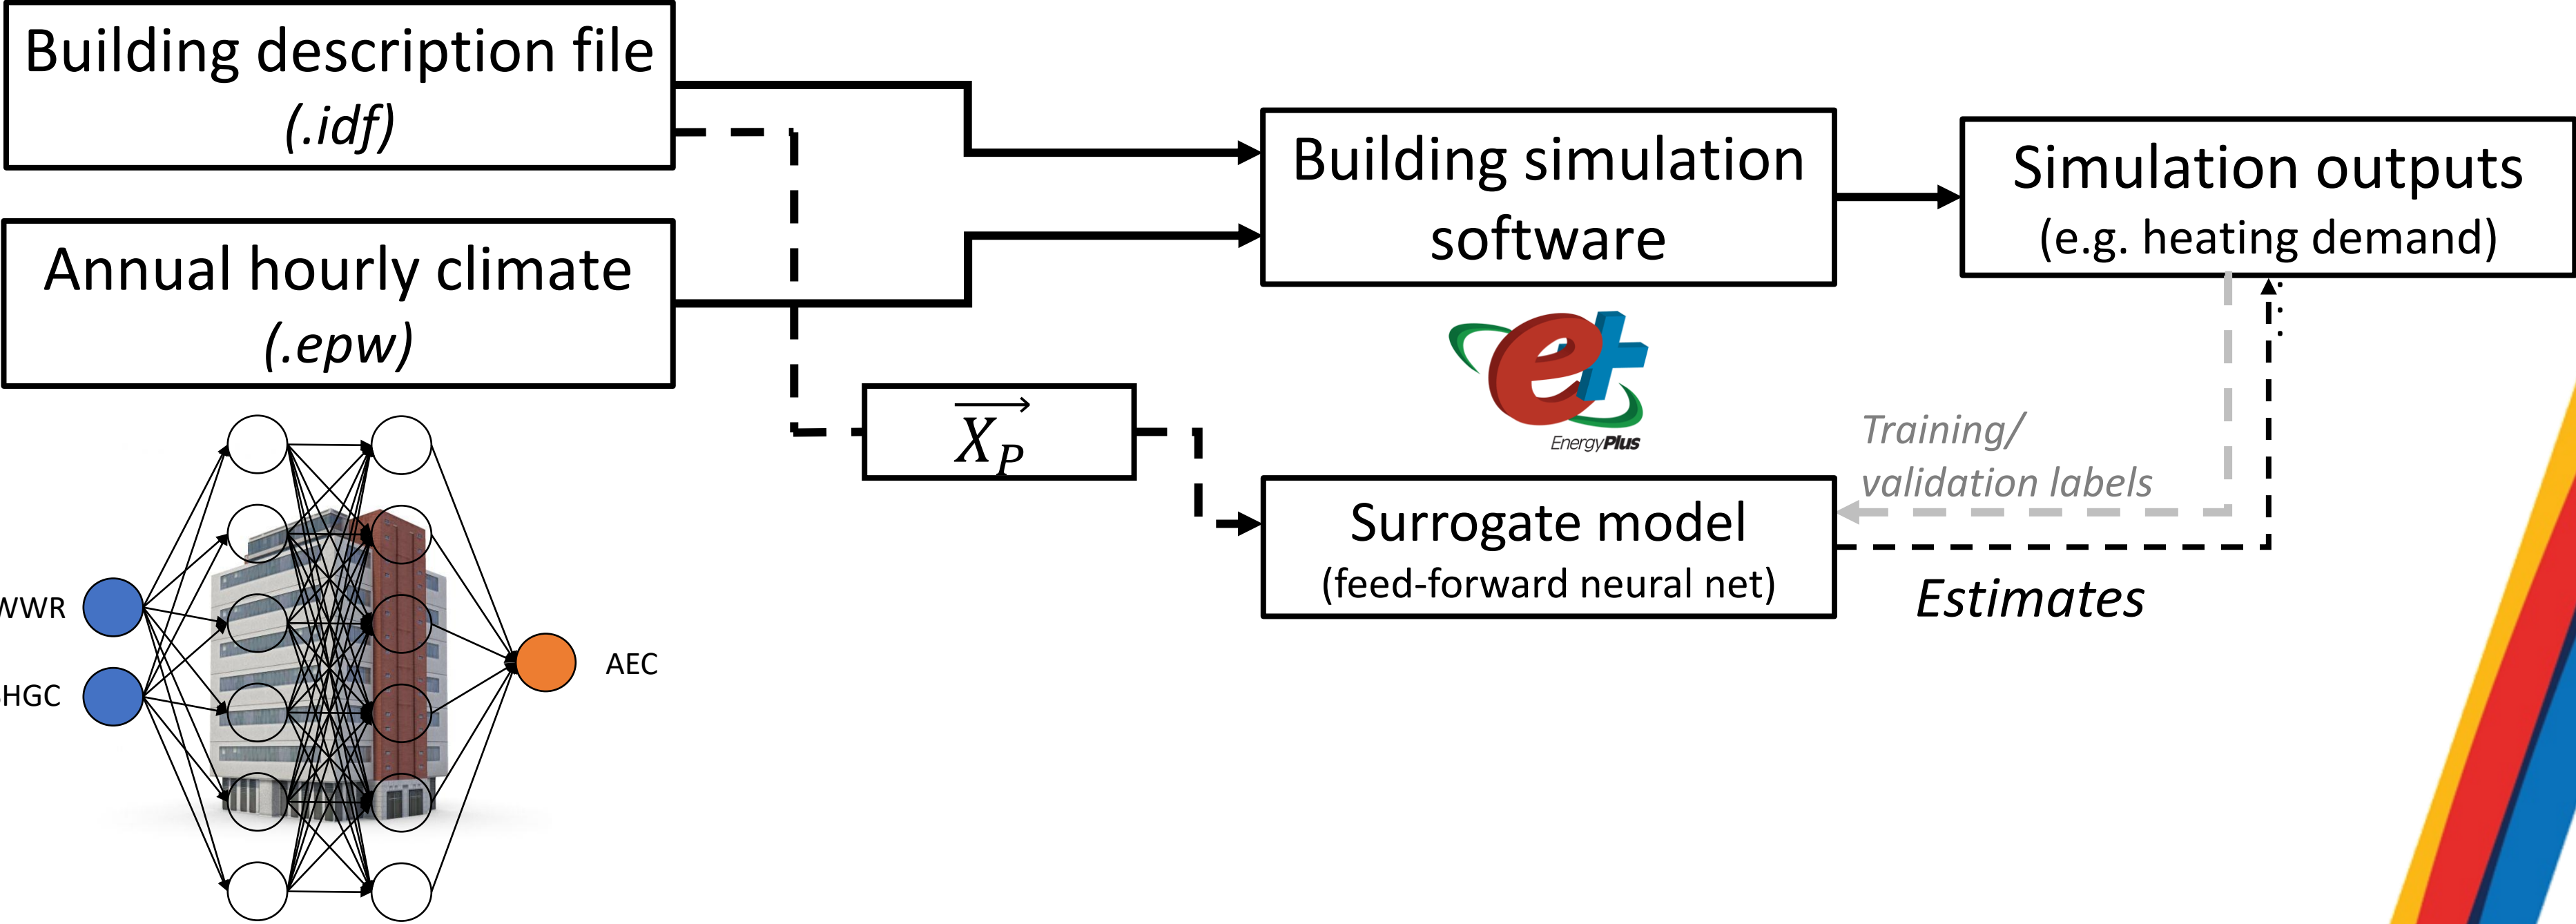 Building description file
(.idf)
Annual hourly climate
(.epw)
Building simulation
software
Simulation outputs
(e.g. heating demand)
EnergyPlus
X_P
Training/
validation labels
Surrogate model
(feed-forward neural net)
Estimates
WWR
HGC
AEC